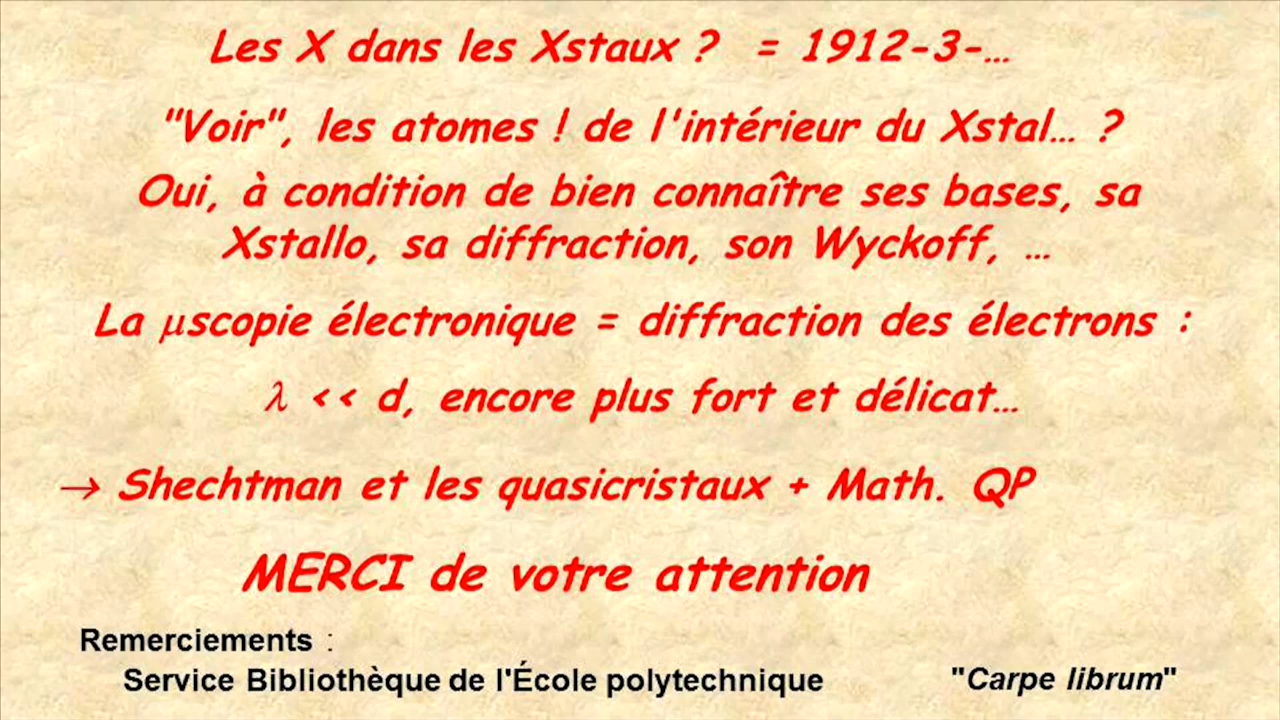 Les X dans les Xstaux ? = 1912-3-…
"Voir", les atomes ! de l'intérieur du Xstal… ?
Oui, à condition de bien connaître ses bases, sa
Xstallo, sa diffraction, son Wyckoff, …
La μscopie électronique = diffraction des électrons :
λ << d, encore plus fort et délicat…
→ Shechtman et les quasicristaux + Math. QP
MERCI de votre attention
Remerciements :
Service Bibliothèque de l'École polytechnique "Carpe librum"